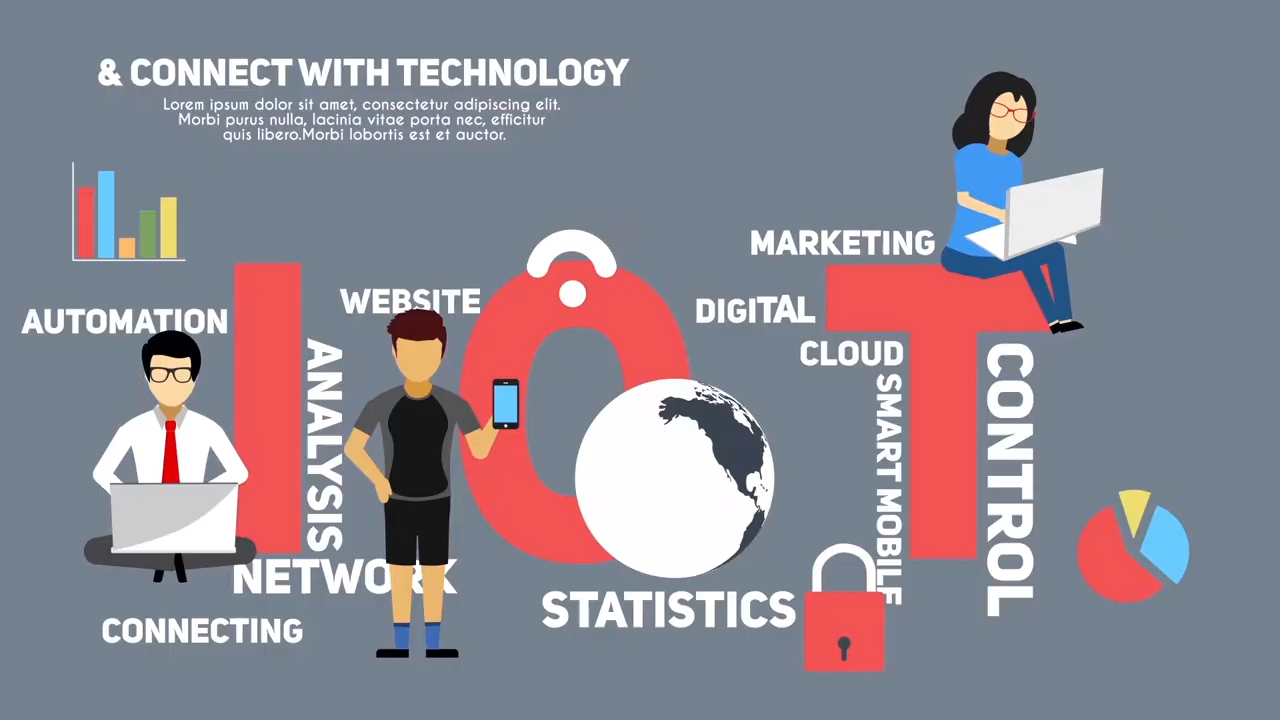 & CONNECT WITH TECHNOLOGY
Lorem ipsum dolor sit amet, consectetur adipiscing elit.
Morbi purus nulla, lacinia vitae porta nec, efficitur
quis libero.Morbi lobortis est et auctor.
MARKETING
WEBSITE
DIGITAL
AUTOMATION
IOT
CLOUD
ANALYSIS
SMART MOBILE
CONTROL
NETWORK
STATISTICS
CONNECTING